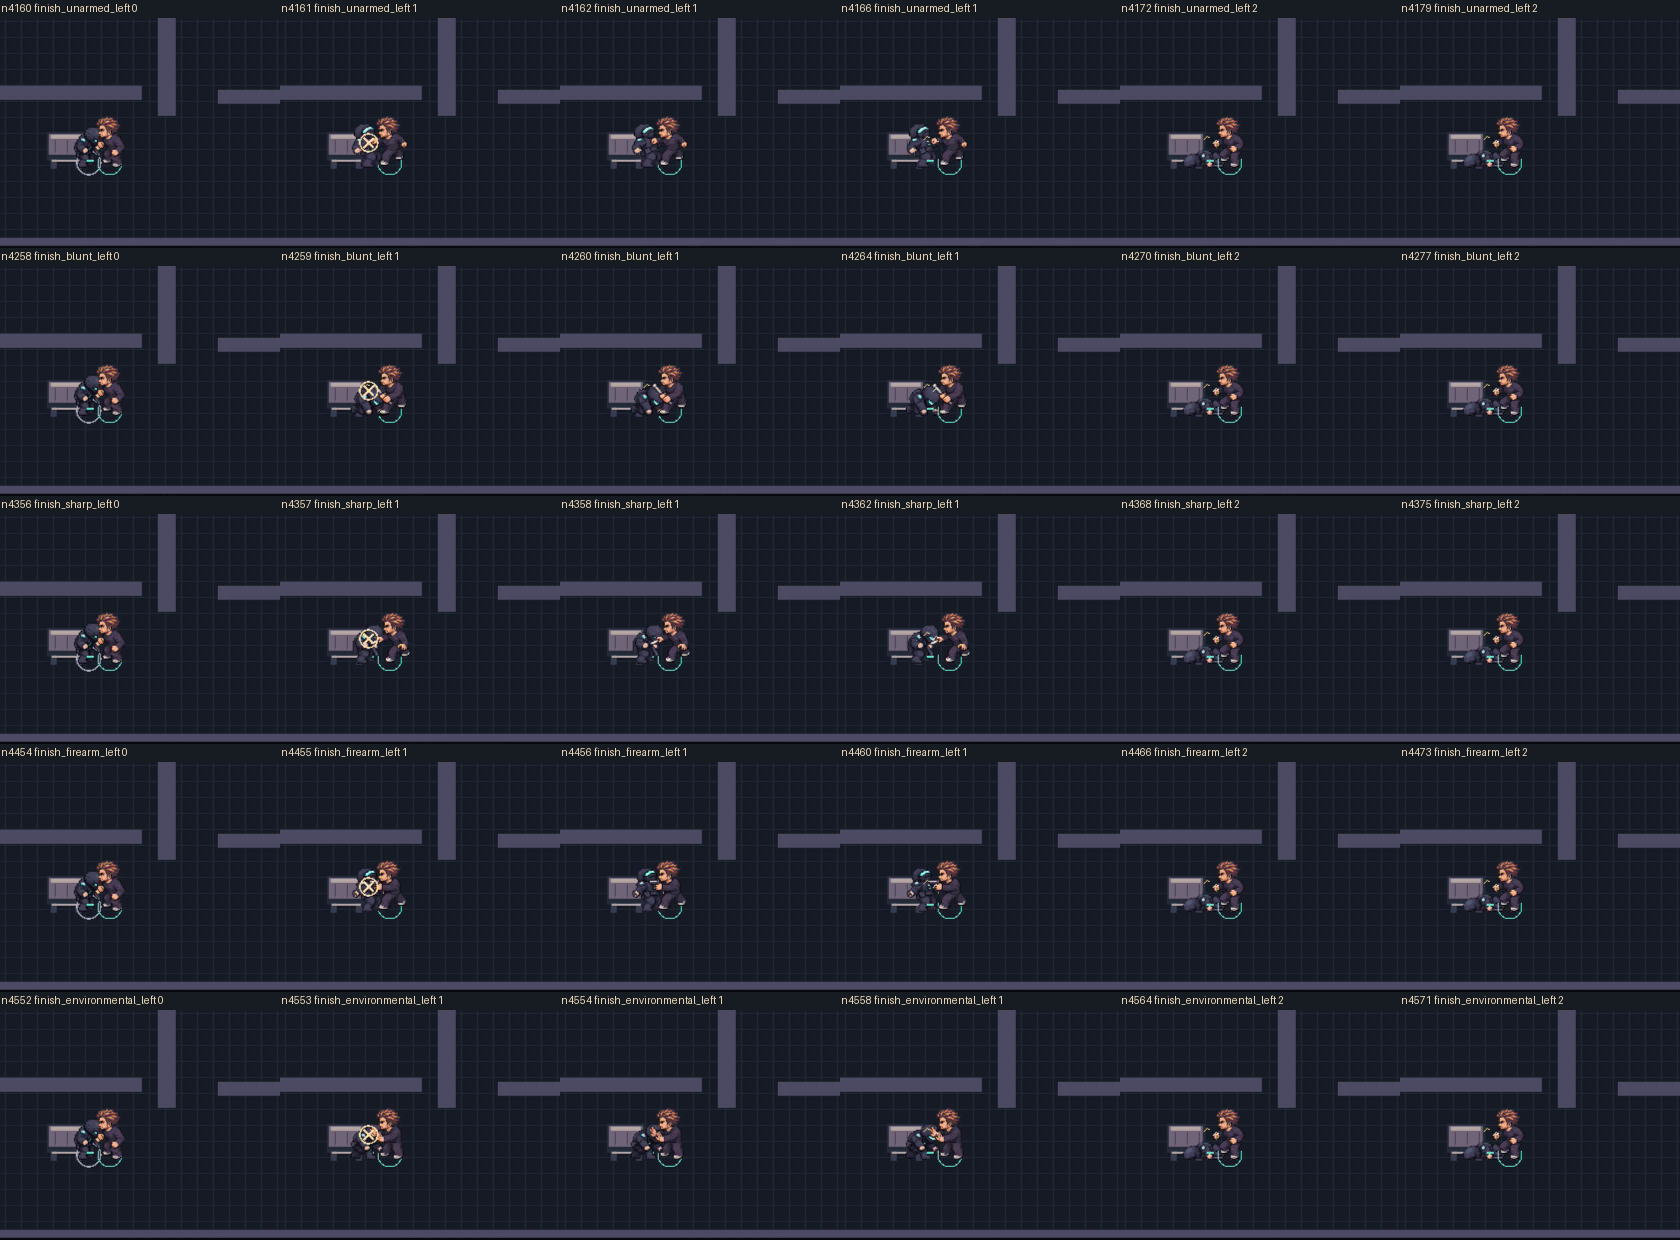 n4160 finish_unarmed_left 0
n4161 finish_unarmed_left 1
n4162 finish_unarmed_left 1
n4166 finish_unarmed_left 1
n4172 finish_unarmed_left 2
n4179 finish_unarmed_left 2
n4258 finish_blunt_left 0
n4259 finish_blunt_left 1
n4260 finish_blunt_left 1
n4264 finish_blunt_left 1
n4270 finish_blunt_left 2
n4277 finish_blunt_left 2
n4356 finish_sharp_left 0
n4357 finish_sharp_left 1
n4358 finish_sharp_left 1
n4362 finish_sharp_left 1
n4368 finish_sharp_left 2
n4375 finish_sharp_left 2
n4454 finish_firearm_left 0
n4455 finish_firearm_left 1
n4456 finish_firearm_left 1
n4460 finish_firearm_left 1
n4466 finish_firearm_left 2
n4473 finish_firearm_left 2
n4552 finish_environmental_left 0
n4553 finish_environmental_left 1
n4554 finish_environmental_left 1
n4558 finish_environmental_left 1
n4564 finish_environmental_left 2
n4571 finish_environmental_left 2